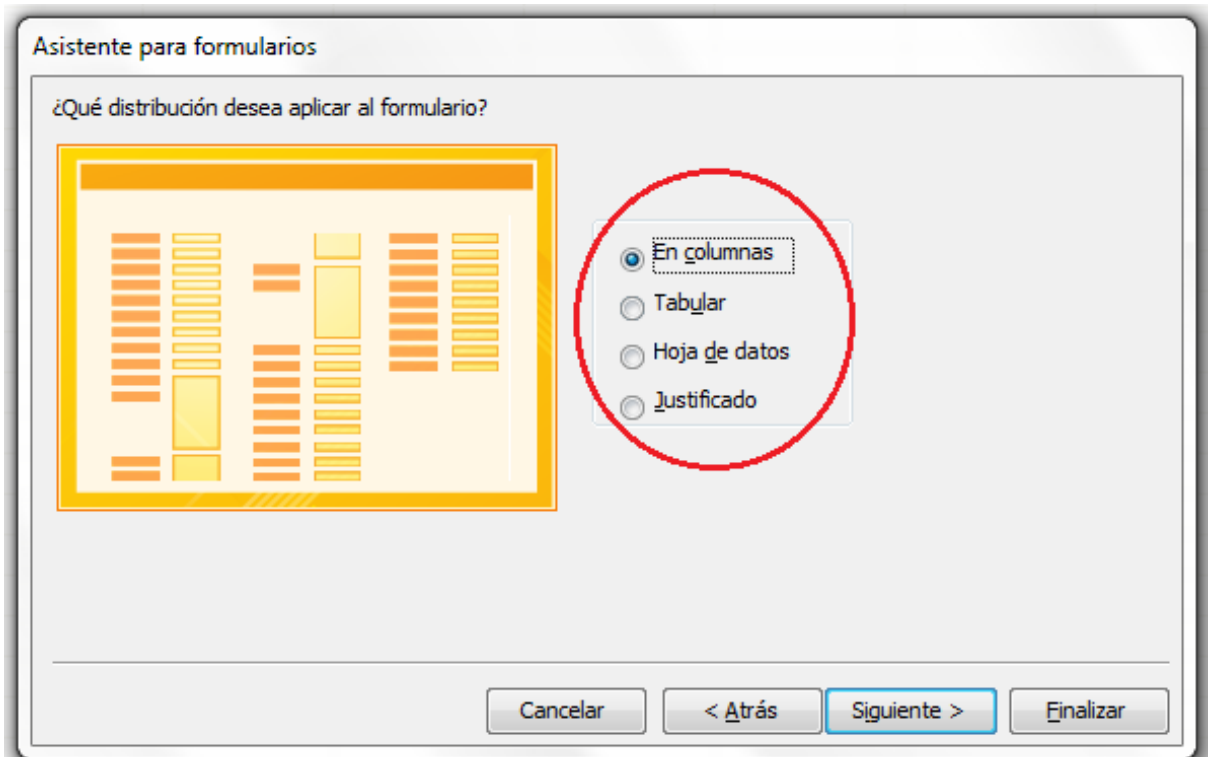 Asistente para formularios
¿Qué distribución desea aplicar al formulario?
En columnas
Tabular
Hoja de datos
Justificado
Cancelar
< Atrás
Siguiente >
Finalizar